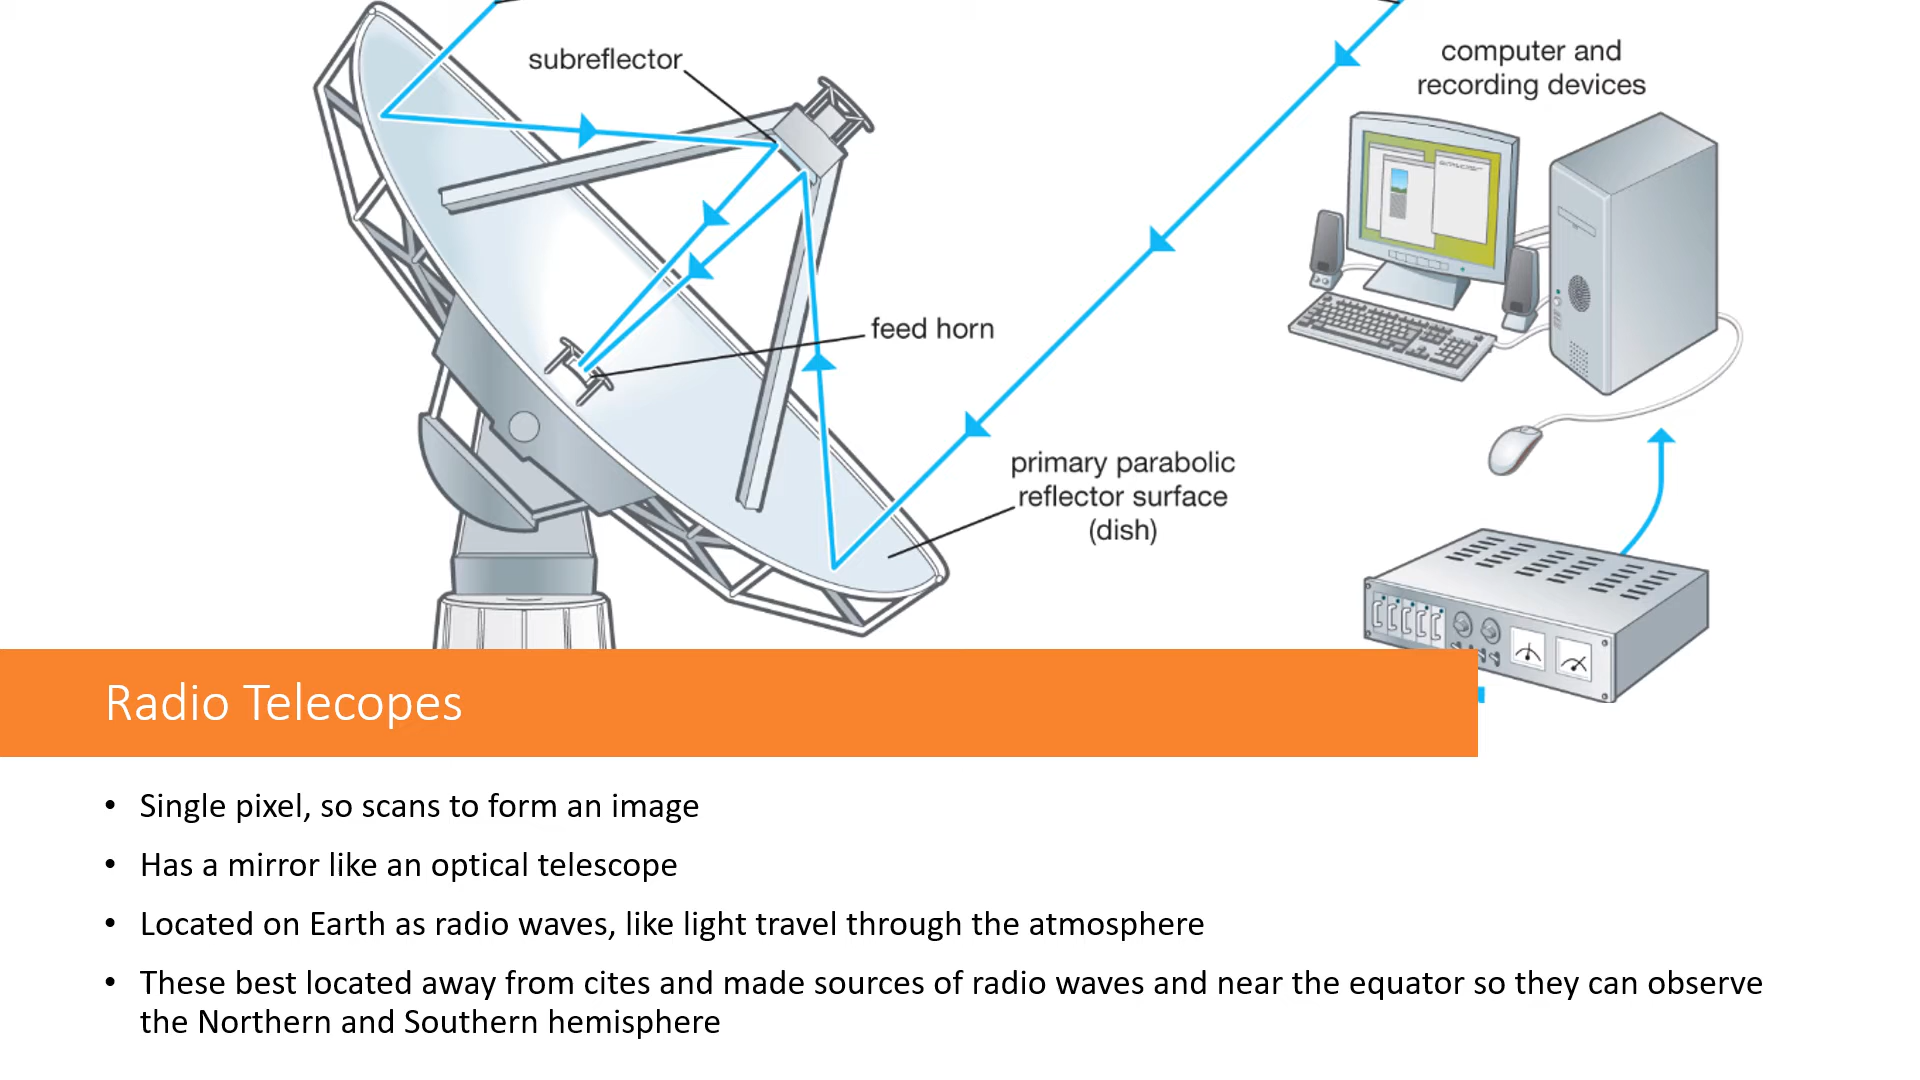 subreflector
computer and
recording devices
feed horn
primary parabolic
reflector surface
(dish)
Radio Telecopes
• Single pixel, so scans to form an image
• Has a mirror like an optical telescope
• Located on Earth as radio waves, like light travel through the atmosphere
• These best located away from cites and made sources of radio waves and near the equator so they can observe
the Northern and Southern hemisphere